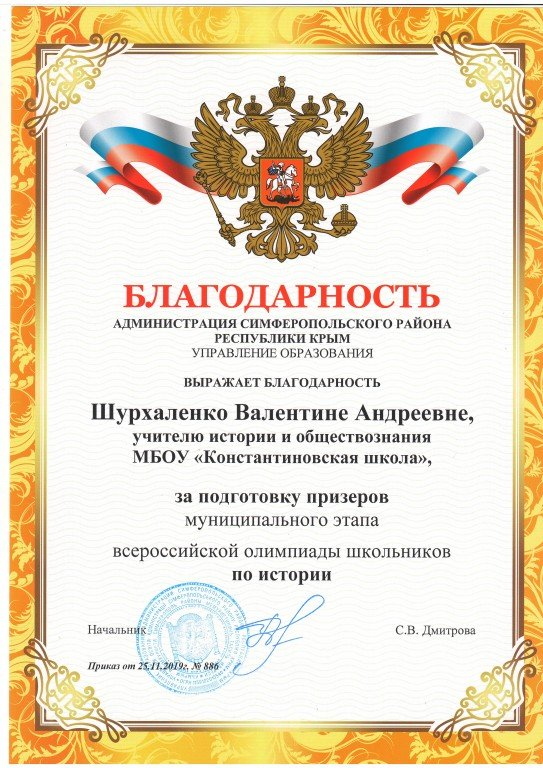 БЛАГОДАРНОСТЬ
АДМИНИСТРАЦИЯ СИМФЕРОПОЛЬСКОГО РАЙОНА
РЕСПУБЛИКИ КРЫМ
УПРАВЛЕНИЕ ОБРАЗОВАНИЯ
ВЫРАЖАЕТ БЛАГОДАРНОСТЬ
Шурхаленко Валентине Андреевне,
учителю истории и обществознания
МБОУ «Константиновская школа»,
за подготовку призеров
муниципального этапа
всероссийской олимпиады школьников
по истории
Начальник
С.В. Дмитрова
Приказ от 25.11.2019г. № 886